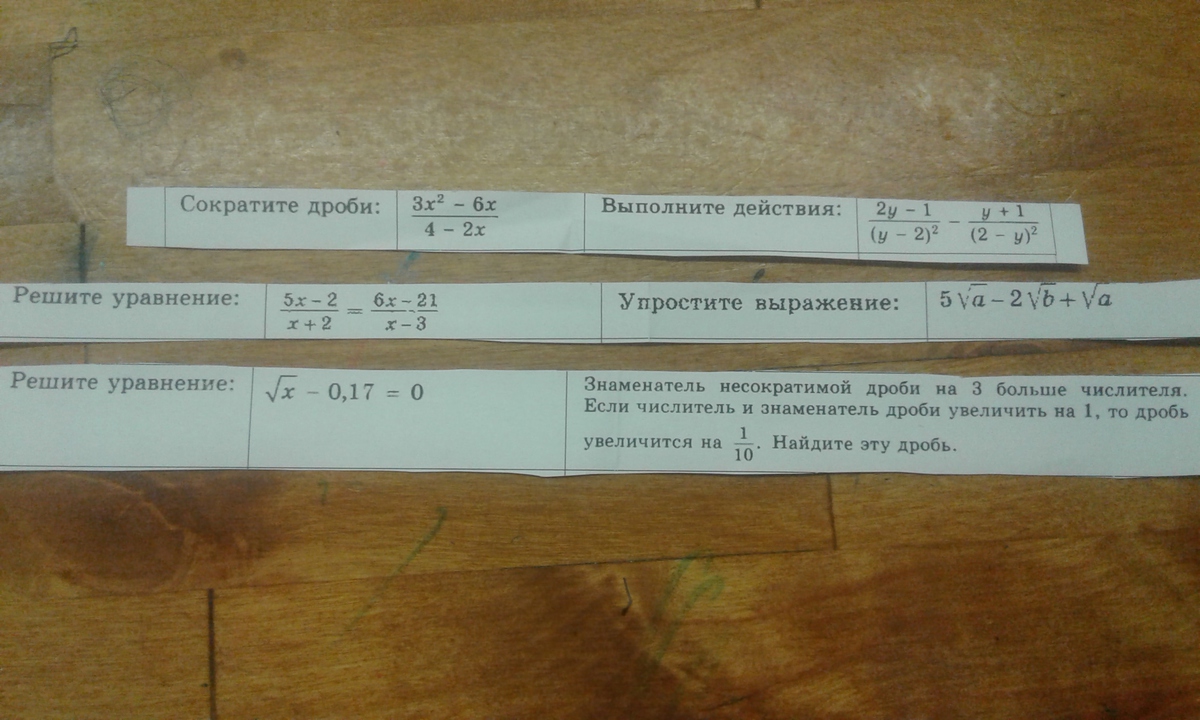 Сократите дроби: (3x² − 6x)/(4 − 2x) Выполните действия: (2y − 1)/(y − 2)² − (y + 1)/(2 − y)²
Решите уравнение: (5x − 2)/(x + 2) = (6x − 21)/(x − 3) Упростите выражение: 5√a − 2√b + √a
Решите уравнение: √x − 0,17 = 0
Знаменатель несократимой дроби на 3 больше числителя.
Если числитель и знаменатель дроби увеличить на 1, то дробь
увеличится на 1/10. Найдите эту дробь.